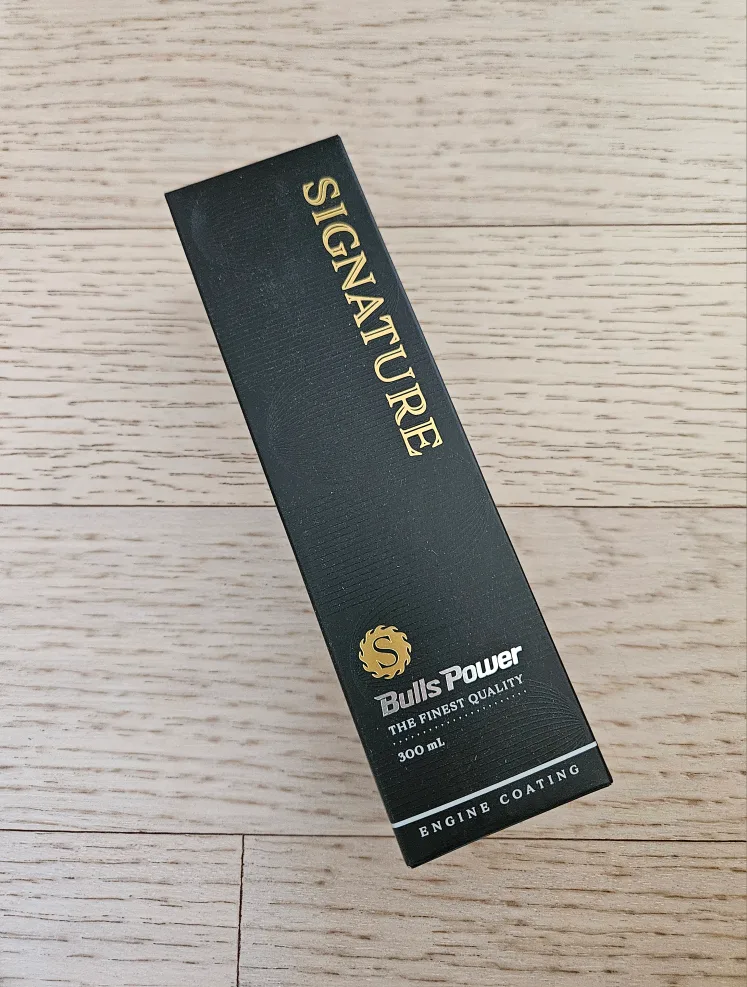 SIGNATURE
S
Bulls Power
THE FINEST QUALITY
300 mL
ENGINE COATING